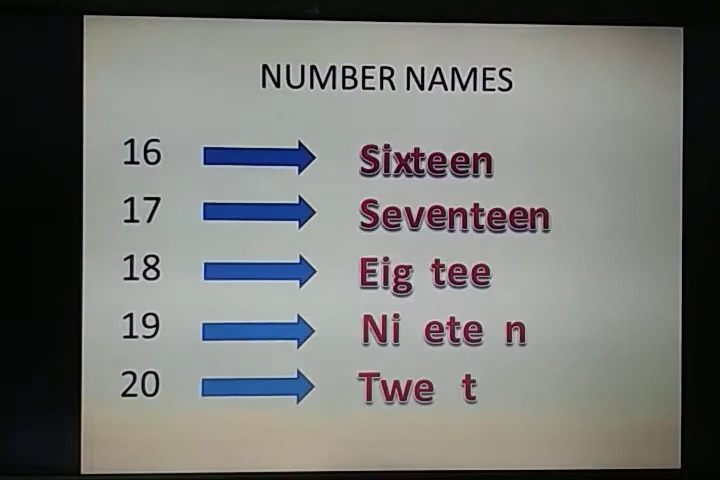 NUMBER NAMES
16 Sixteen
17 Seventeen
18 Eig tee
19 Ni ete n
20 Twe t